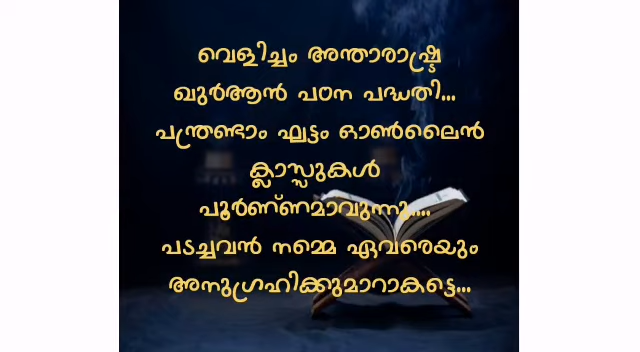 വെളിച്ചം അന്താരാഷ്ട്ര
ഖുർആൻ പഠന പദ്ധതി...
പന്ത്രണ്ടാം ഘട്ടം ഓൺലൈൻ
ക്ലാസ്സുകൾ
പൂർണ്ണമാവുന്നു....
പടച്ചവൻ നമ്മെ ഏവരെയും
അനുഗ്രഹിക്കുമാറാകട്ടെ...